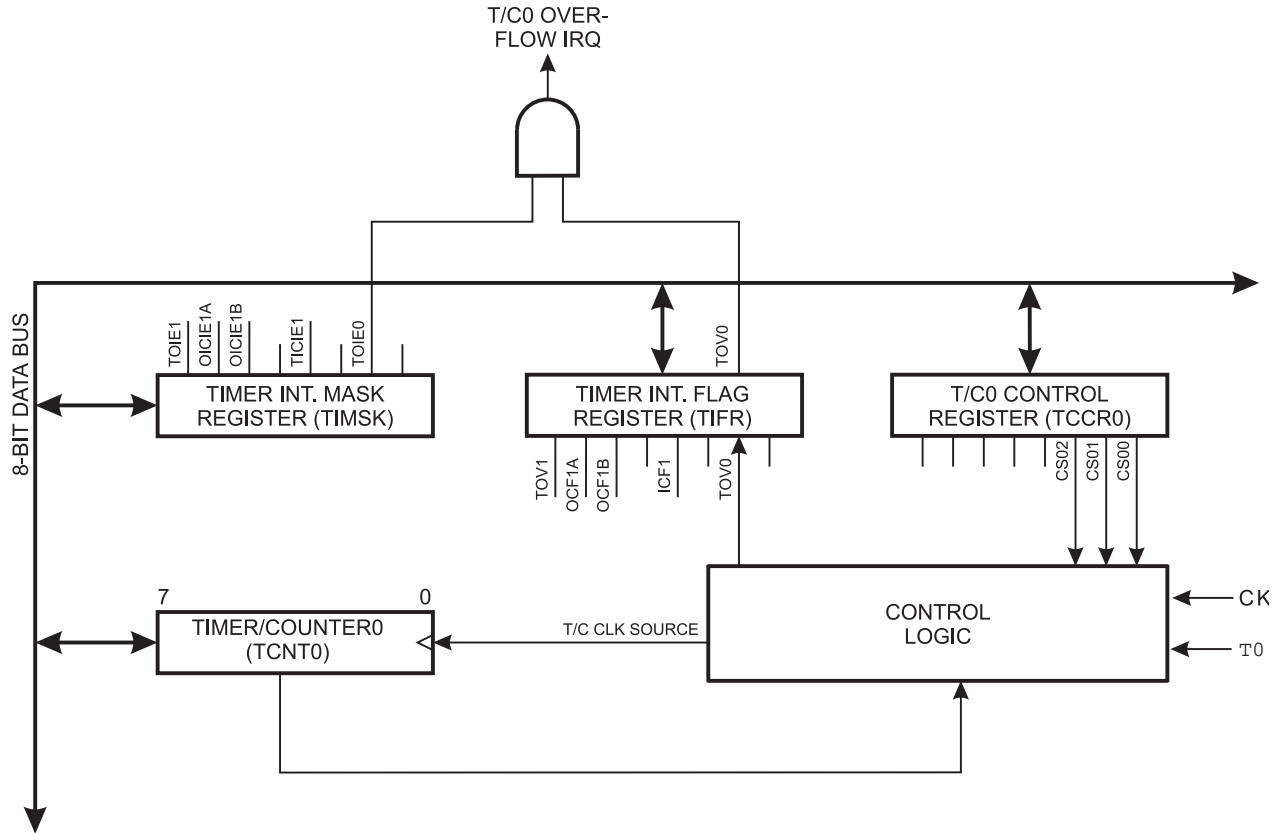 T/C0 OVER-
FLOW IRQ
8-BIT DATA BUS
TOIE1
OICIE1A
OICIE1B
TICIE1
TOIE0
TOV0
TIMER INT. MASK
REGISTER (TIMSK)
TIMER INT. FLAG
REGISTER (TIFR)
T/C0 CONTROL
REGISTER (TCCR0)
TOV1
OCF1A
OCF1B
ICF1
TOV0
CS02
CS01
CS00
7
0
TIMER/COUNTER0
(TCNT0)
T/C CLK SOURCE
CONTROL
LOGIC
CK
T0